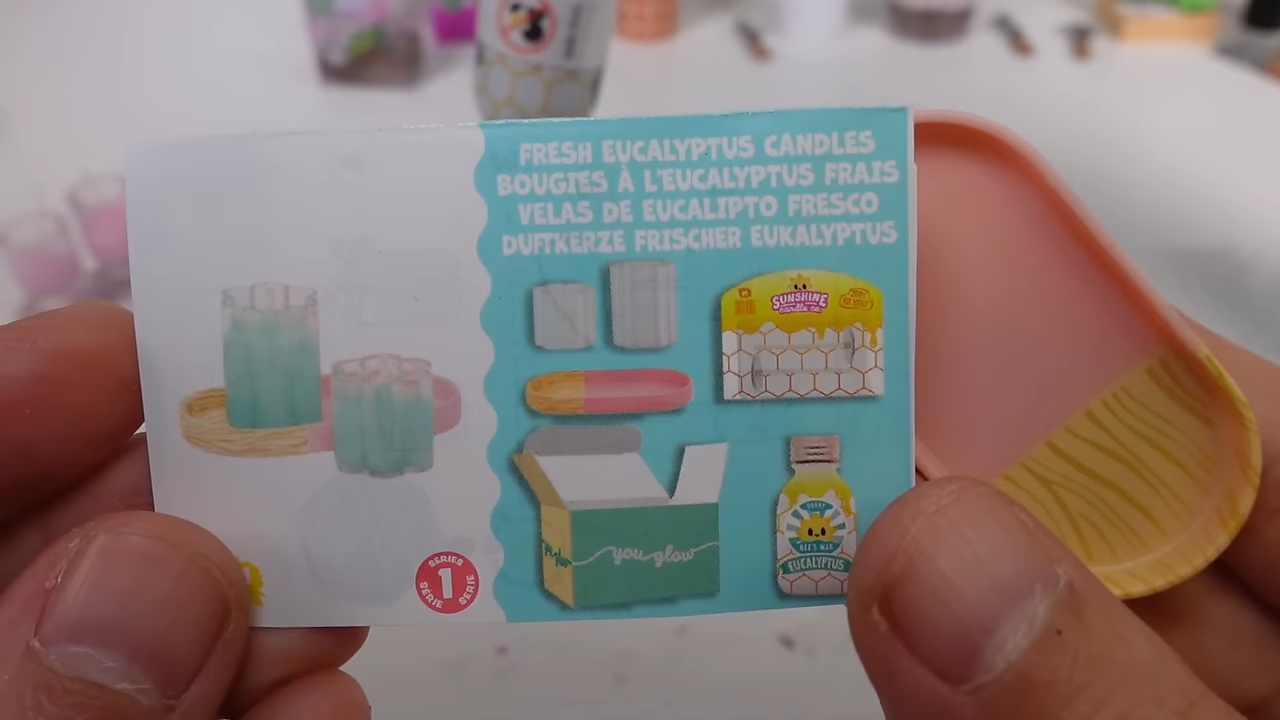 FRESH EUCALYPTUS CANDLES
BOUGIES À L'EUCALYPTUS FRAIS
VELAS DE EUCALIPTO FRESCO
DUFTKERZE FRISCHER EUKALYPTUS
SUNSHINE
candle co.
you glow
BEE'S WAX
EUCALYPTUS
SERIES
1
SÉRIE
SERIE